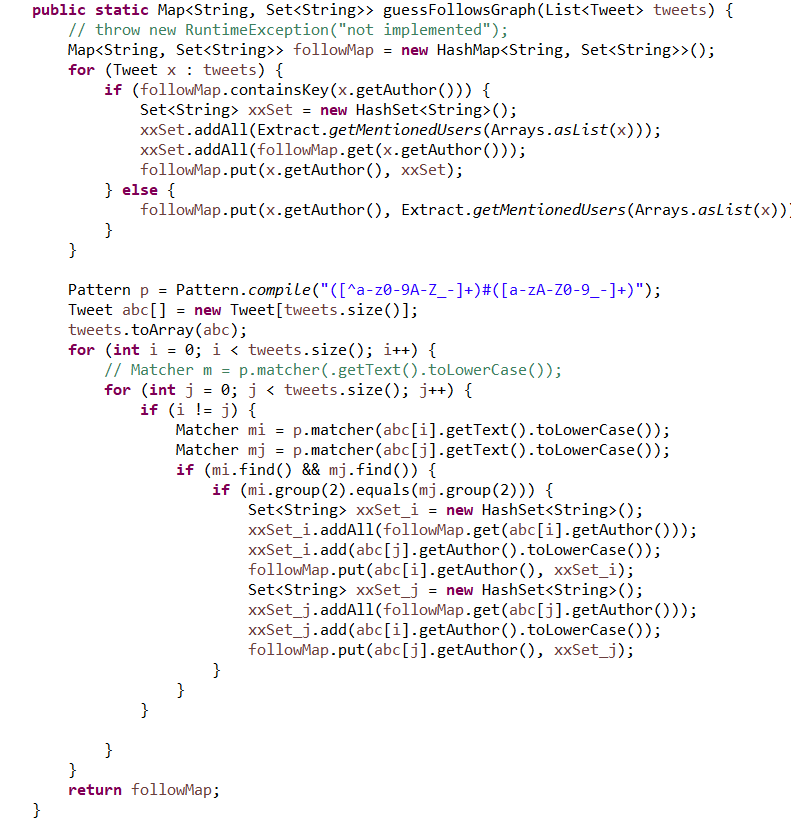 public static Map<String, Set<String>> guessFollowsGraph(List<Tweet> tweets) {
    // throw new RuntimeException("not implemented");
    Map<String, Set<String>> followMap = new HashMap<String, Set<String>>();
    for (Tweet x : tweets) {
        if (followMap.containsKey(x.getAuthor())) {
            Set<String> xxSet = new HashSet<String>();
            xxSet.addAll(Extract.getMentionedUsers(Arrays.asList(x)));
            xxSet.addAll(followMap.get(x.getAuthor()));
            followMap.put(x.getAuthor(), xxSet);
        } else {
            followMap.put(x.getAuthor(), Extract.getMentionedUsers(Arrays.asList(x)))
        }
    }

    Pattern p = Pattern.compile("([^a-z0-9A-Z_-]+)#([a-zA-Z0-9_-]+)");
    Tweet abc[] = new Tweet[tweets.size()];
    tweets.toArray(abc);
    for (int i = 0; i < tweets.size(); i++) {
        // Matcher m = p.matcher(.getText().toLowerCase());
        for (int j = 0; j < tweets.size(); j++) {
            if (i != j) {
                Matcher mi = p.matcher(abc[i].getText().toLowerCase());
                Matcher mj = p.matcher(abc[j].getText().toLowerCase());
                if (mi.find() && mj.find()) {
                    if (mi.group(2).equals(mj.group(2))) {
                        Set<String> xxSet_i = new HashSet<String>();
                        xxSet_i.addAll(followMap.get(abc[i].getAuthor()));
                        xxSet_i.add(abc[j].getAuthor().toLowerCase());
                        followMap.put(abc[i].getAuthor(), xxSet_i);
                        Set<String> xxSet_j = new HashSet<String>();
                        xxSet_j.addAll(followMap.get(abc[j].getAuthor()));
                        xxSet_j.add(abc[i].getAuthor().toLowerCase());
                        followMap.put(abc[j].getAuthor(), xxSet_j);
                    }
                }
            }

        }
    }
    return followMap;
}